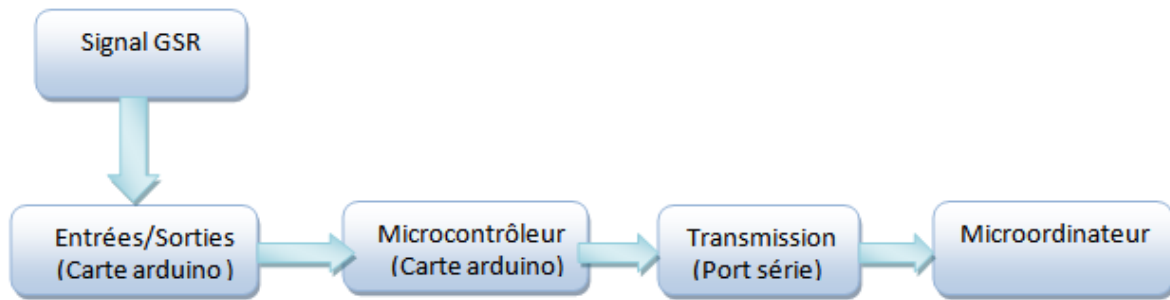 Signal GSR
Entrées/Sorties
(Carte arduino )
Microcontrôleur
(Carte arduino)
Transmission
(Port série)
Microordinateur